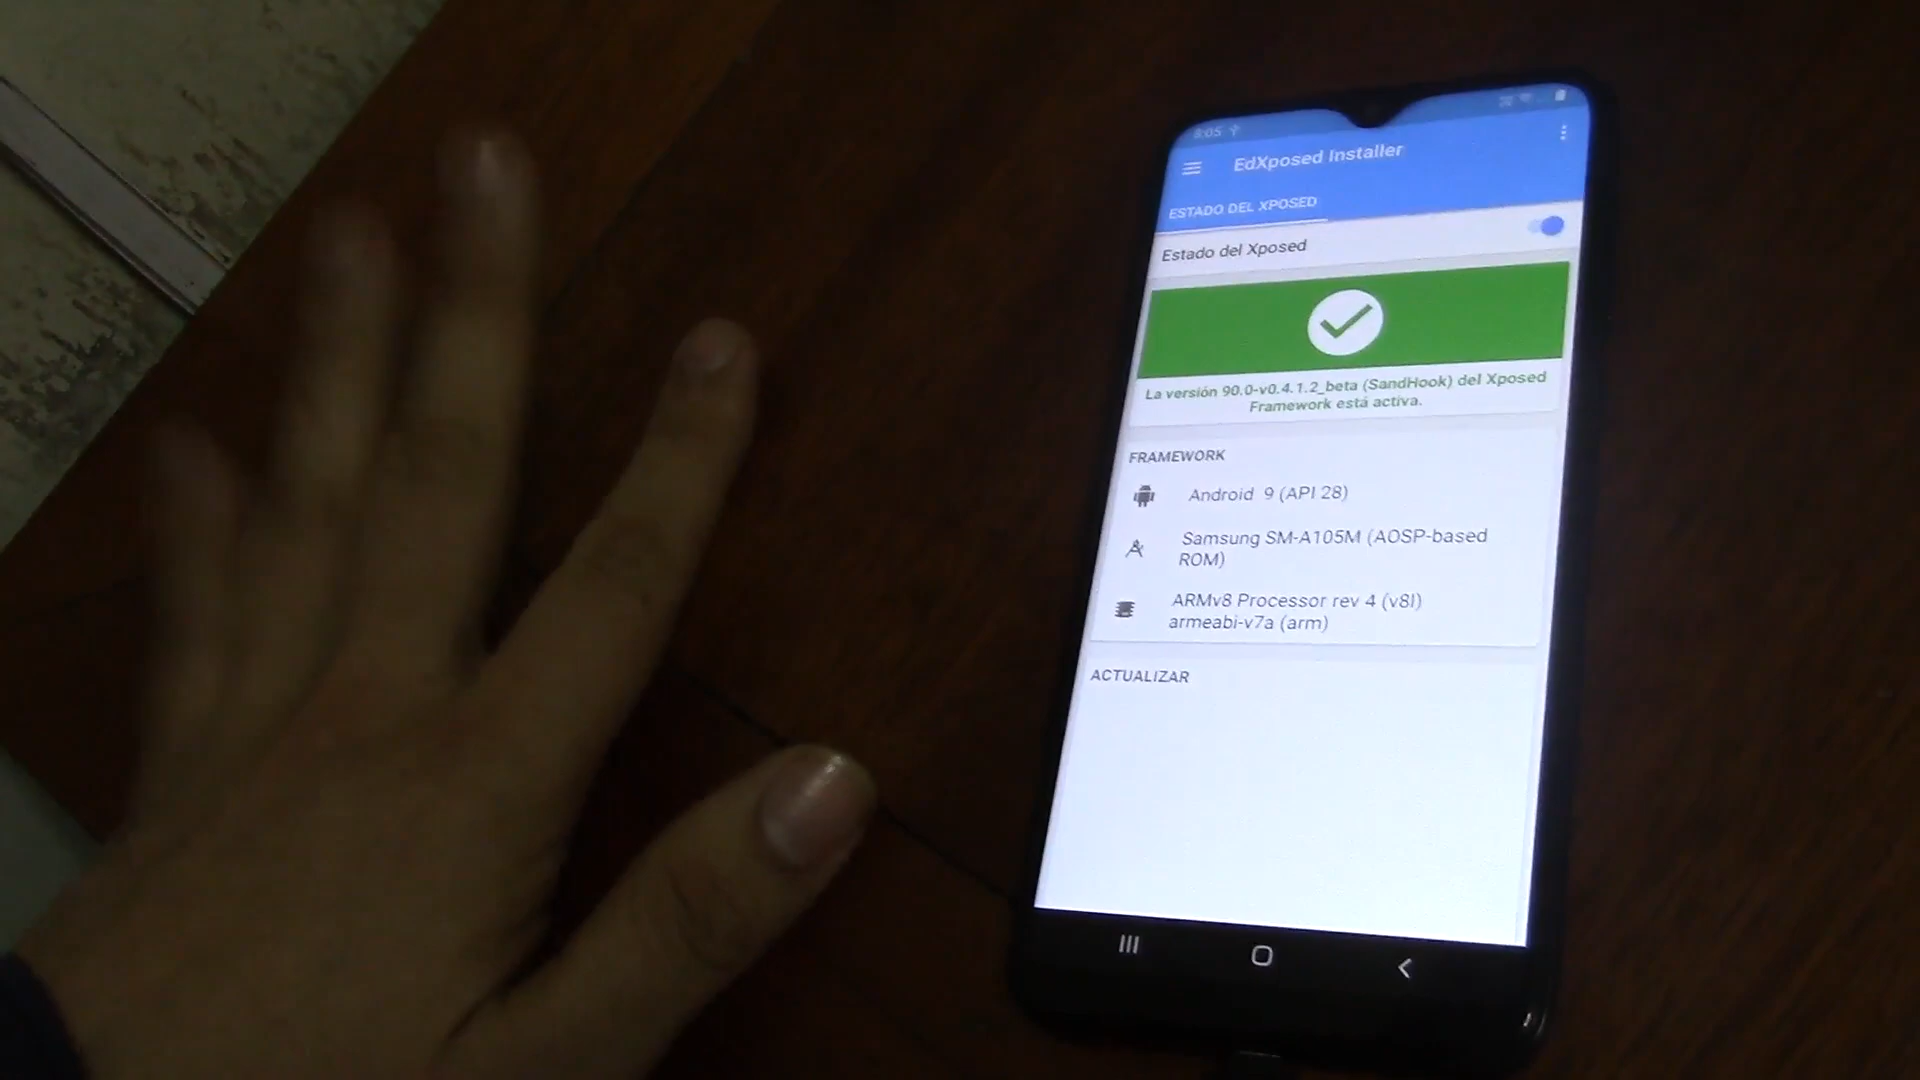 8:05
EdXposed Installer
ESTADO DEL XPOSED
Estado del Xposed
La versión 90.0-v0.4.1.2_beta (SandHook) del Xposed
Framework está activa.
FRAMEWORK
Android 9 (API 28)
Samsung SM-A105M (AOSP-based
ROM)
ARMv8 Processor rev 4 (v8l)
armeabi-v7a (arm)
ACTUALIZAR